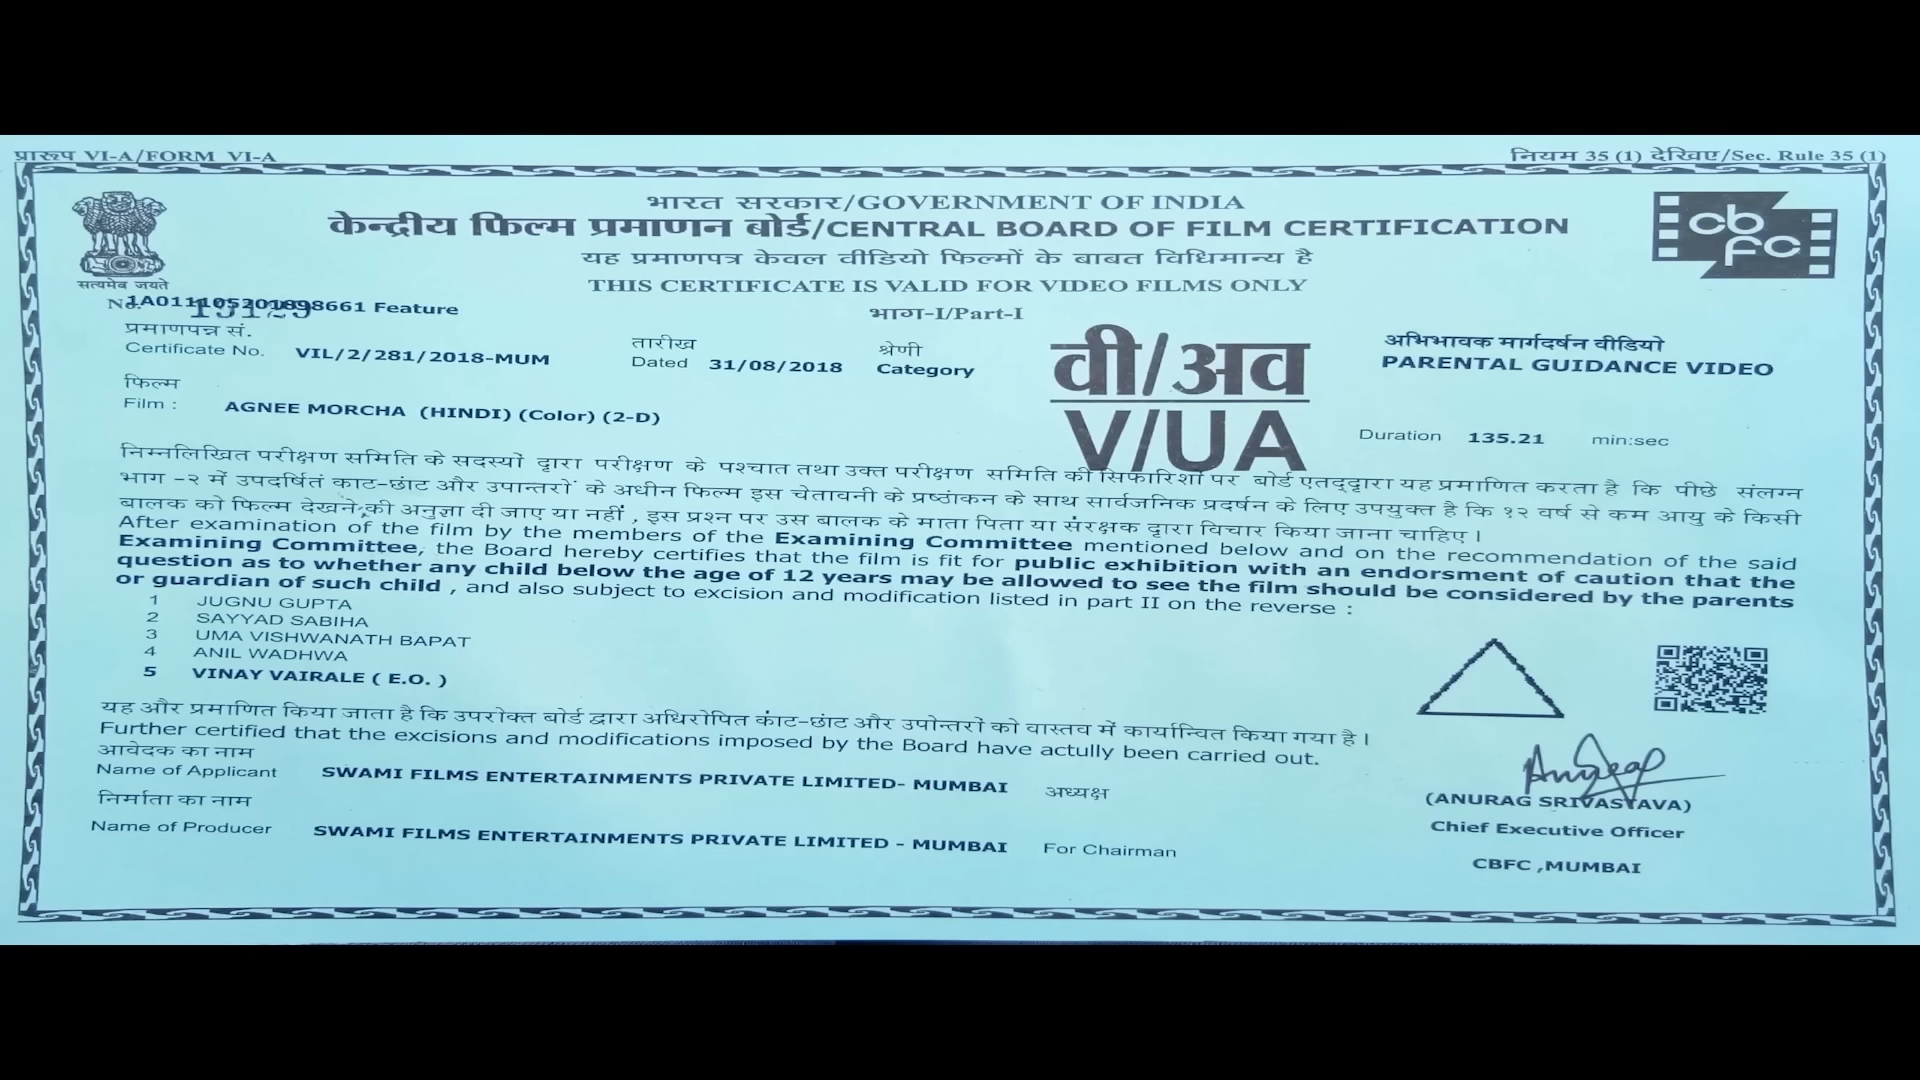 प्रारूप VI-A/FORM VI-A
नियम 35 (1) देखिए/Sec. Rule 35 (1)
भारत सरकार/GOVERNMENT OF INDIA
केन्द्रीय फिल्म प्रमाणन बोर्ड/CENTRAL BOARD OF FILM CERTIFICATION
cbfc
यह प्रमाणपत्र केवल वीडियो फिल्मों के बाबत विधिमान्य है
सत्यमेव जयते
THIS CERTIFICATE IS VALID FOR VIDEO FILMS ONLY
No. 1A011105201898661 Feature
भाग-I/Part-I
प्रमाणपत्र सं.
Certificate No. VIL/2/281/2018-MUM
तारीख
Dated 31/08/2018
श्रेणी
Category
वी/अव
V/UA
अभिभावक मार्गदर्षन वीडियो
PARENTAL GUIDANCE VIDEO
फिल्म
Film : AGNEE MORCHA (HINDI) (Color) (2-D)
Duration 135.21 min:sec
निम्नलिखित परीक्षण समिति के सदस्यों द्वारा परीक्षण के पश्चात तथा उक्त परीक्षण समिति की सिफारिशों पर बोर्ड एतद्द्वारा यह प्रमाणित करता है कि पीछे संलग्न
भाग -२ में उपदर्षितं काट-छांट और उपान्तरों के अधीन फिल्म इस चेतावनी के प्रष्ठांकन के साथ सार्वजनिक प्रदर्षन के लिए उपयुक्त है कि १२ वर्ष से कम आयु के किसी
बालक को फिल्म देखने की अनुज्ञा दी जाए या नहीं , इस प्रश्न पर उस बालक के माता पिता या संरक्षक द्वारा विचार किया जाना चाहिए ।
After examination of the film by the members of the Examining Committee mentioned below and on the recommendation of the said
Examining Committee, the Board hereby certifies that the film is fit for public exhibition with an endorsment of caution that the
question as to whether any child below the age of 12 years may be allowed to see the film should be considered by the parents
or guardian of such child , and also subject to excision and modification listed in part II on the reverse :
1 JUGNU GUPTA
2 SAYYAD SABIHA
3 UMA VISHWANATH BAPAT
4 ANIL WADHWA
5 VINAY VAIRALE ( E.O. )
यह और प्रमाणित किया जाता है कि उपरोक्त बोर्ड द्वारा अधिरोपित कांट-छांट और उपोन्तरों को वास्तव में कार्यान्वित किया गया है ।
Further certified that the excisions and modifications imposed by the Board have actully been carried out.
आवेदक का नाम
Name of Applicant SWAMI FILMS ENTERTAINMENTS PRIVATE LIMITED- MUMBAI
अध्यक्ष
निर्माता का नाम
Name of Producer SWAMI FILMS ENTERTAINMENTS PRIVATE LIMITED - MUMBAI
For Chairman
(ANURAG SRIVASTAVA)
Chief Executive Officer
CBFC ,MUMBAI